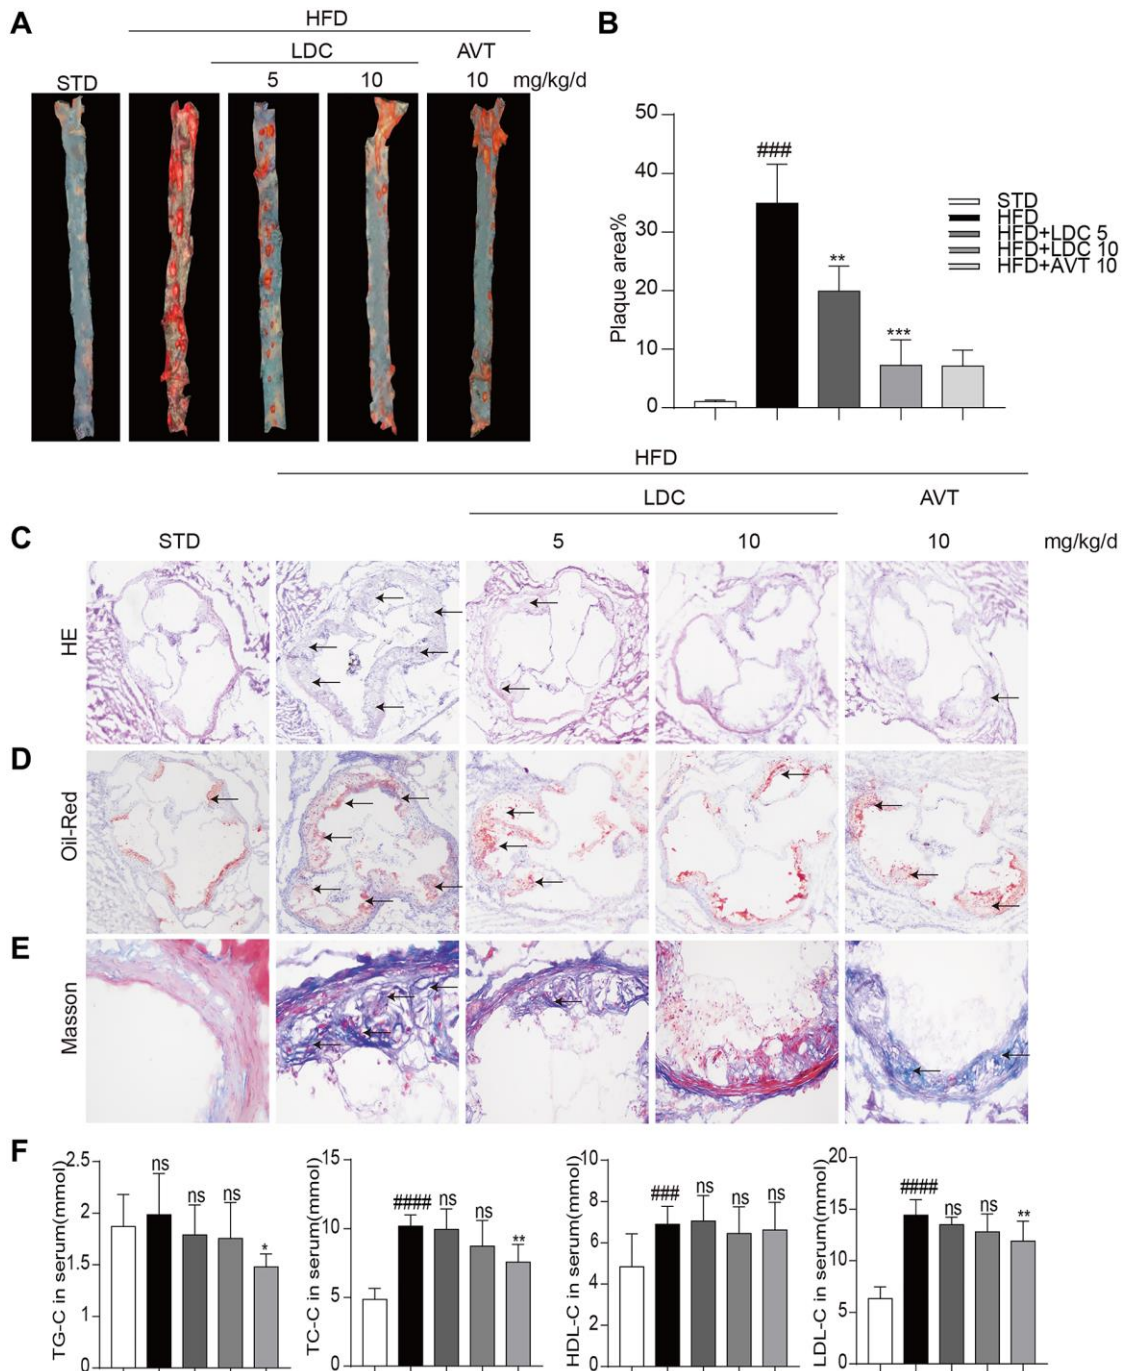 A
HFD
LDC
AVT
STD
5
10
10
mg/kg/d
B
50
40
30
20
10
0
Plaque area%
###
**
***
STD
HFD
HFD+LDC 5
HFD+LDC 10
HFD+AVT 10
HFD
LDC
AVT
C
STD
5
10
10
mg/kg/d
HE
D
Oil-Red
E
Masson
F
TG-C in serum(mmol)
2.5
2
1.5
1
0
ns
ns
ns
*
TC-C in serum(mmol)
15
10
5
0
####
ns
ns
**
HDL-C in serum(mmol)
10
8
6
4
2
0
###
ns
ns
ns
LDL-C in serum(mmol)
20
15
10
5
0
####
ns
ns
**